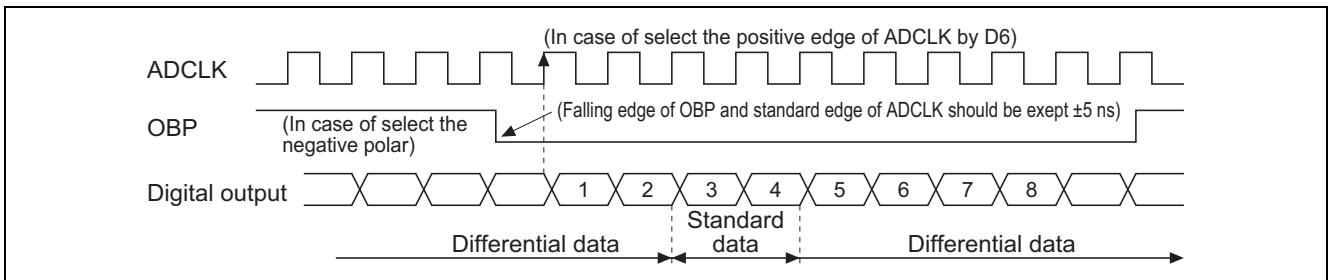 (In case of select the positive edge of ADCLK by D6)
ADCLK
(Falling edge of OBP and standard edge of ADCLK should be exept ±5 ns)
OBP
(In case of select the
negative polar)
Digital output
1 2 3 4 5 6 7 8
Standard
Differential data data Differential data